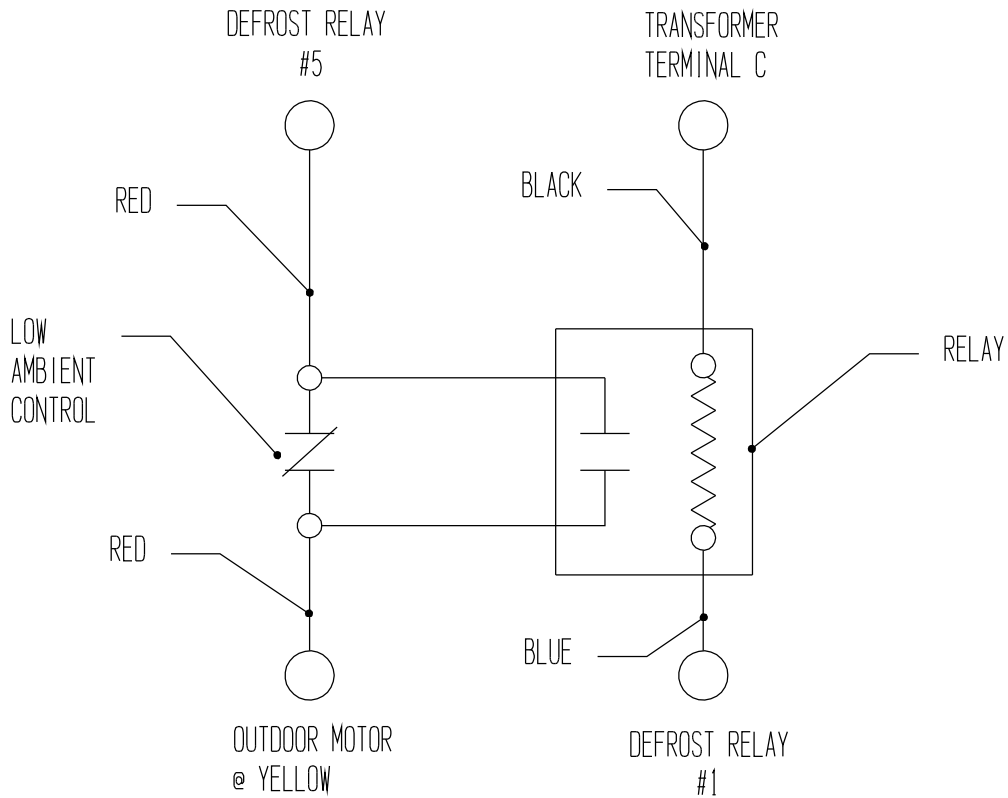 DEFROST RELAY
#5
TRANSFORMER
TERMINAL C
BLACK
RED
LOW
AMBIENT
CONTROL
RELAY
RED
BLUE
OUTDOOR MOTOR
@ YELLOW
DEFROST RELAY
#1